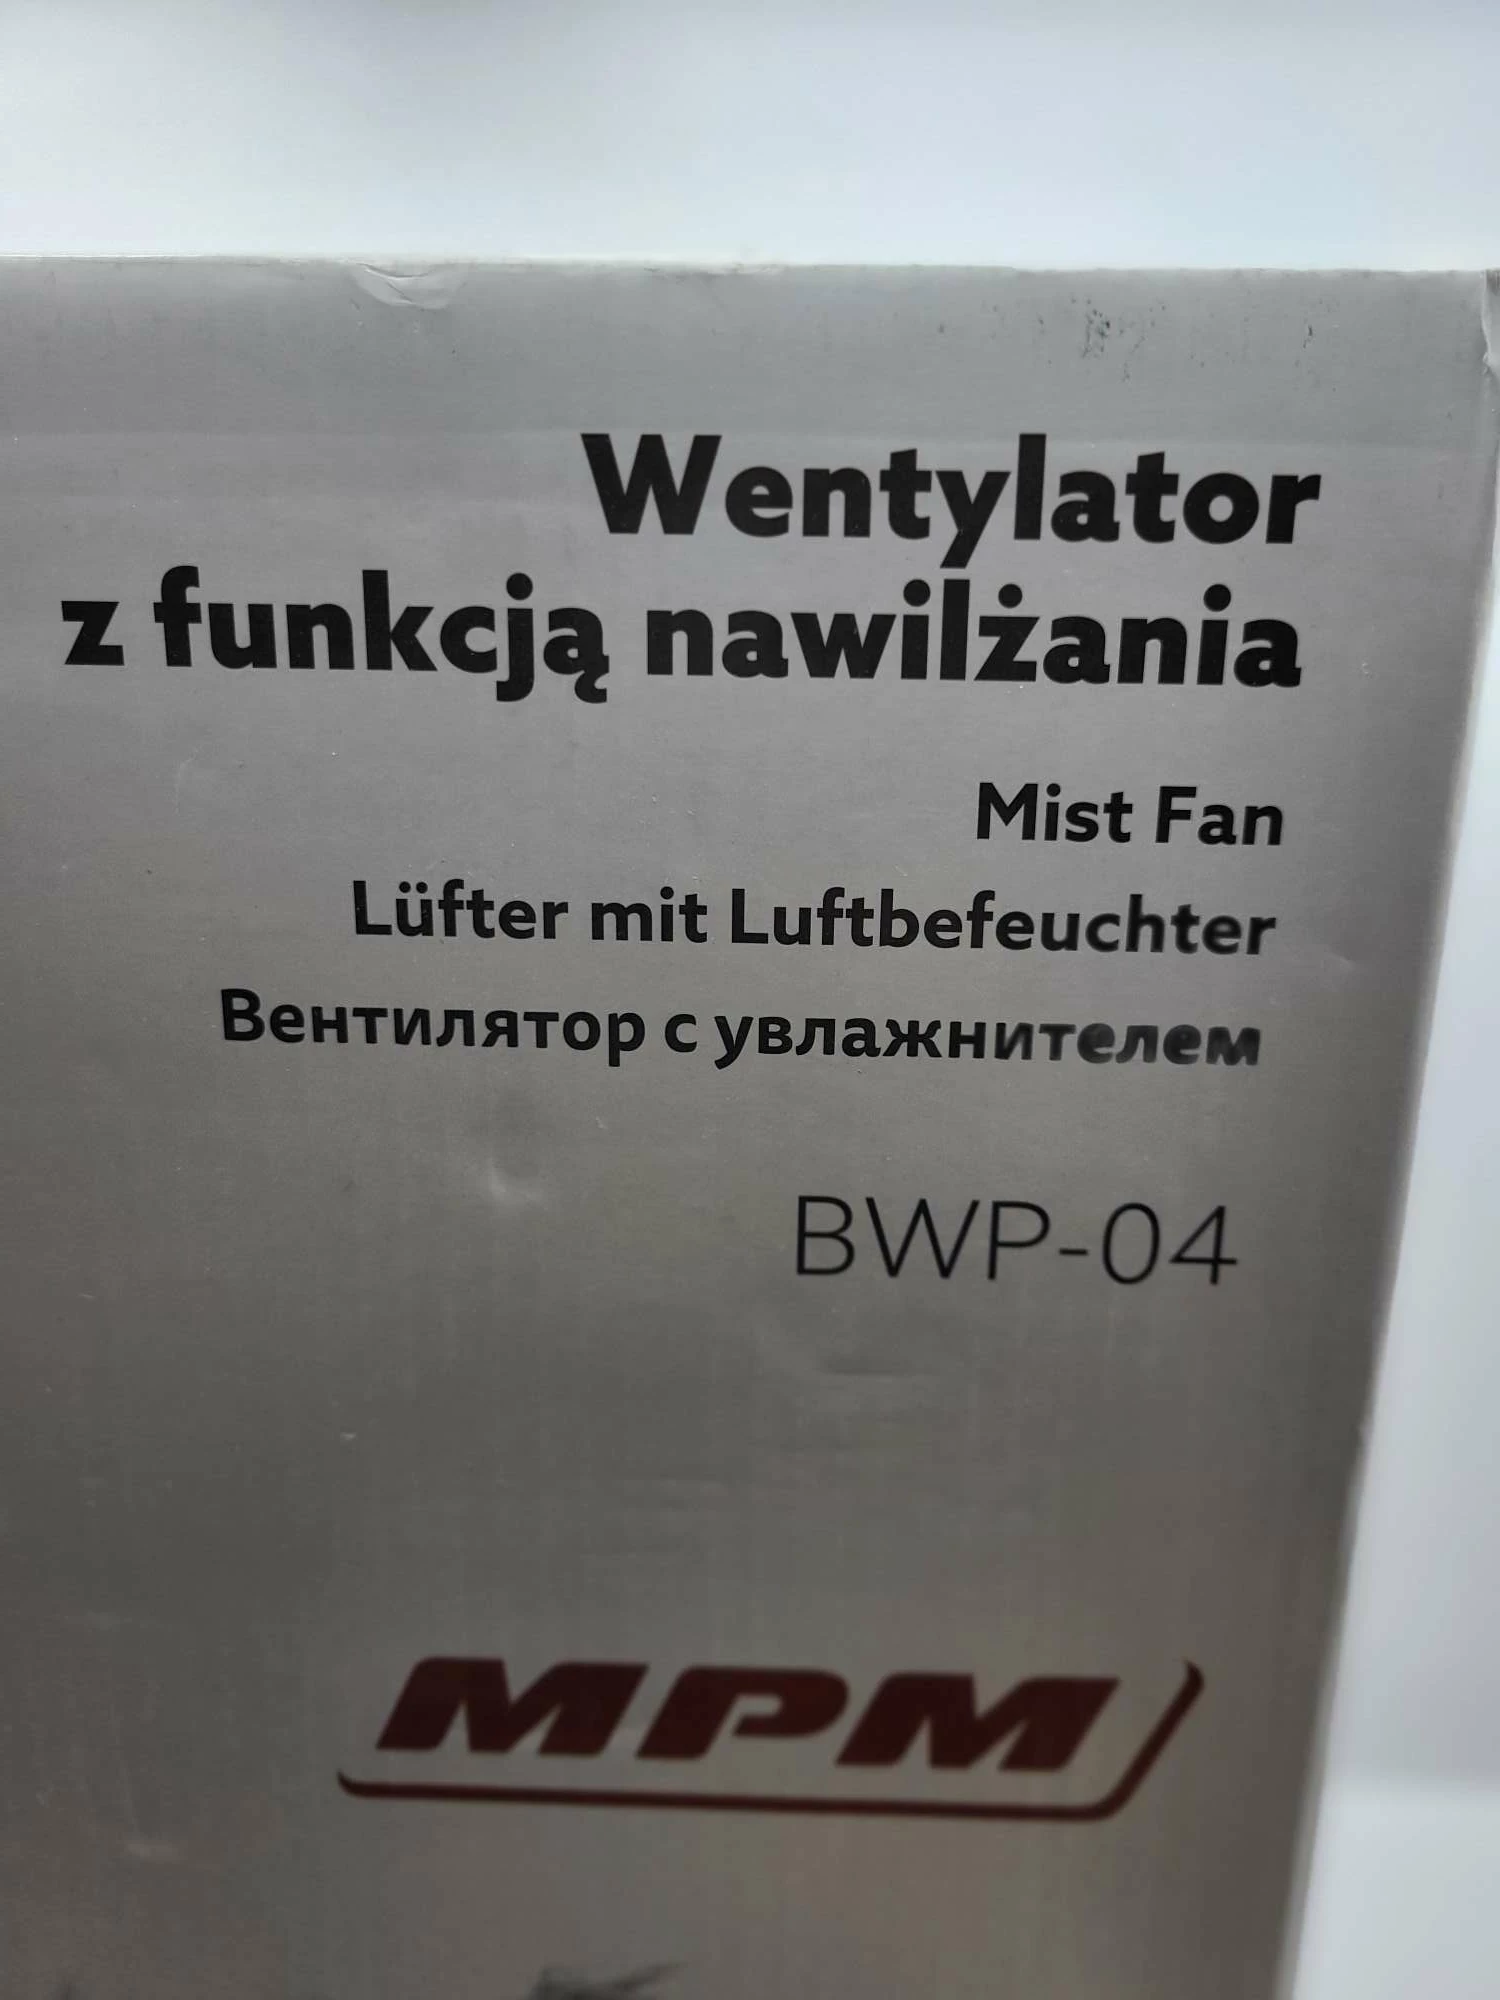 Wentylator
z funkcją nawilżania
Mist Fan
Lüfter mit Luftbefeuchter
Вентилятор с увлажнителем
BWP-04
MPM